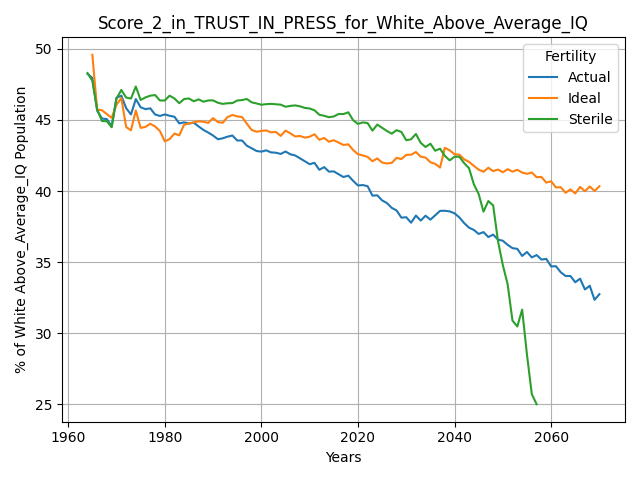 Score_2_in_TRUST_IN_PRESS_for_White_Above_Average_IQ
% of White Above_Average_IQ Population
50
45
40
35
30
25
Fertility
Actual
Ideal
Sterile
1960
1980
2000
2020
2040
2060
Years